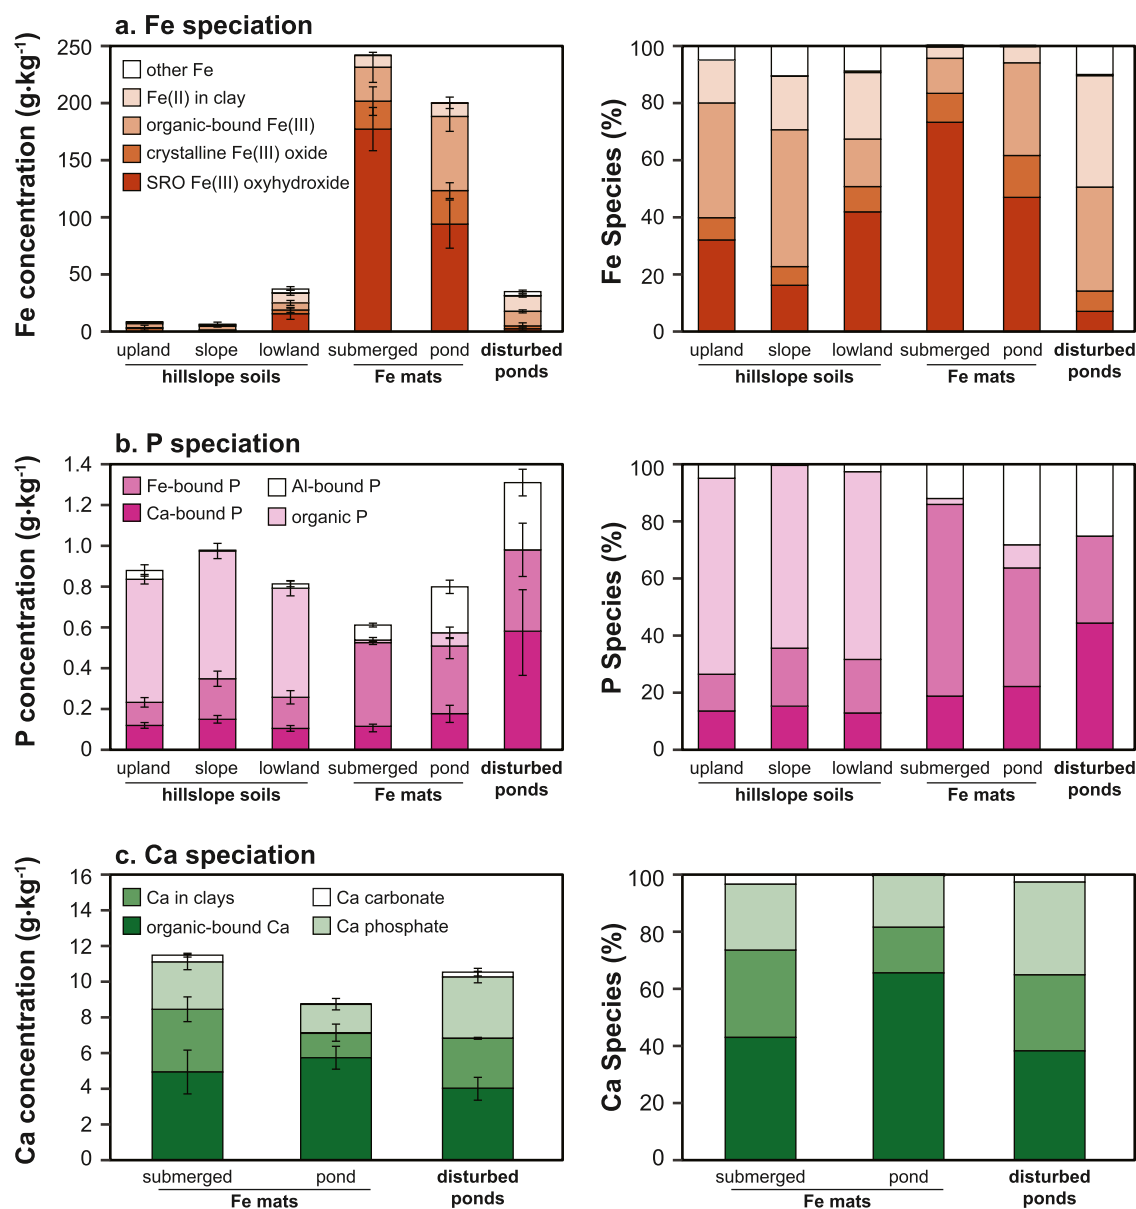 a. Fe speciation
Fe concentration (g·kg⁻¹)
250
200
150
100
50
0
other Fe
Fe(II) in clay
organic-bound Fe(III)
crystalline Fe(III) oxide
SRO Fe(III) oxyhydroxide
upland slope lowland submerged pond disturbed ponds
hillslope soils Fe mats
Fe Species (%)
100
80
60
40
20
0
upland slope lowland submerged pond disturbed ponds
hillslope soils Fe mats
b. P speciation
P concentration (g·kg⁻¹)
1.4
1.2
1.0
0.8
0.6
0.4
0.2
0
Fe-bound P Al-bound P
Ca-bound P organic P
upland slope lowland submerged pond disturbed ponds
hillslope soils Fe mats
P Species (%)
100
80
60
40
20
0
upland slope lowland submerged pond disturbed ponds
hillslope soils Fe mats
c. Ca speciation
Ca concentration (g·kg⁻¹)
16
14
12
10
8
6
4
2
0
Ca in clays Ca carbonate
organic-bound Ca Ca phosphate
submerged pond disturbed ponds
Fe mats
Ca Species (%)
100
80
60
40
20
0
submerged pond disturbed ponds
Fe mats